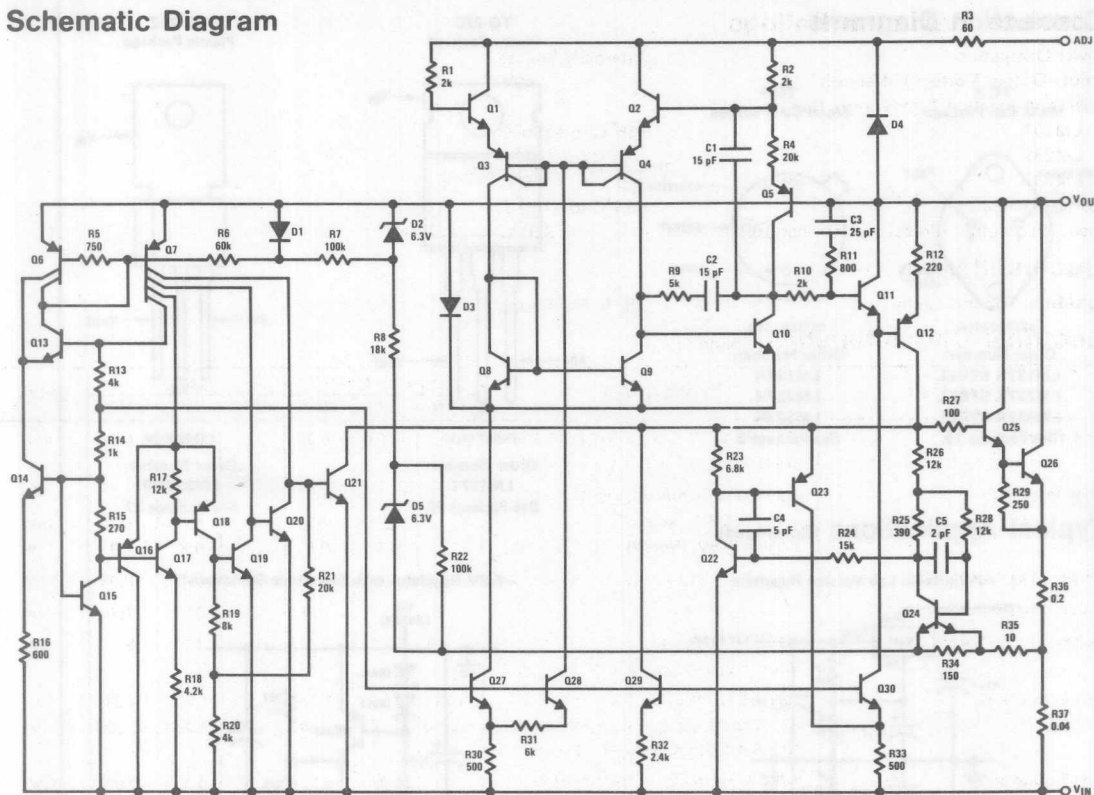 Schematic Diagram
R3
60
ADJ
R1
2k
Q1
Q2
R2
2k
D4
C1
15 pF
R4
20k
Q3
Q4
Q5
VOU
R5
750
Q6
Q7
R6
60k
D1
R7
100k
D2
6.3V
C3
25 pF
R11
800
R12
220
R9
5k
C2
15 pF
R10
2k
Q11
Q12
D3
Q10
Q13
R8
18k
Q8
Q9
R13
4k
R14
1k
R27
100
Q25
R26
12k
Q26
Q14
R17
12k
Q21
R23
6.8k
Q23
R29
250
Q18
Q20
D5
6.3V
C4
5 pF
R15
270
R25
390
C5
2 pF
R28
12k
Q16
Q17
Q19
R22
100k
Q22
R24
15k
R21
20k
Q15
R19
8k
Q24
R36
0.2
R35
10
R16
600
R34
150
R18
4.2k
Q27
Q28
Q29
Q30
R20
4k
R31
6k
R30
500
R32
2.4k
R33
500
R37
0.04
VIN